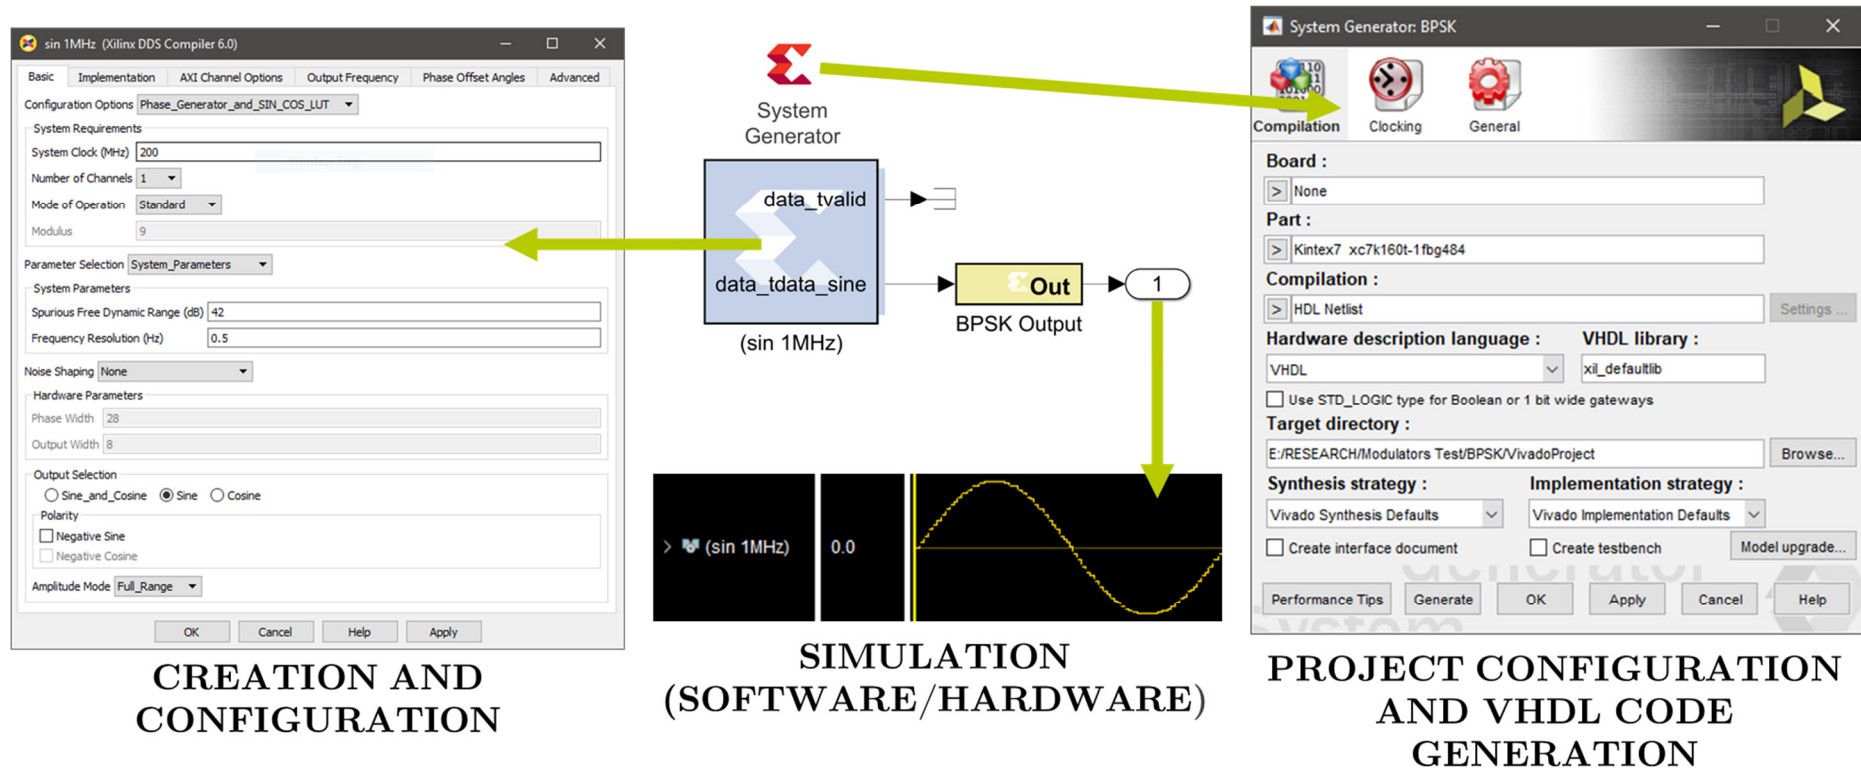 sin 1MHz (Xilinx DDS Compiler 6.0)
Basic Implementation AXI Channel Options Output Frequency Phase Offset Angles Advanced
Configuration Options Phase_Generator_and_SIN_COS_LUT
System Requirements
System Clock (MHz) 200
Number of Channels 1
Mode of Operation Standard
Modulus 9
Parameter Selection System_Parameters
System Parameters
Spurious Free Dynamic Range (dB) 42
Frequency Resolution (Hz) 0.5
Noise Shaping None
Hardware Parameters
Phase Width 28
Output Width 8
Output Selection
Sine_and_Cosine Sine Cosine
Polarity
Negative Sine
Negative Cosine
Amplitude Mode Full_Range
OK Cancel Help Apply
CREATION AND
CONFIGURATION
System
Generator
data_tvalid
data_tdata_sine
(sin 1MHz)
Out
BPSK Output
1
(sin 1MHz) 0.0
SIMULATION
(SOFTWARE/HARDWARE)
System Generator: BPSK
Compilation Clocking General
Board :
> None
Part :
> Kintex7 xc7k160t-1fbg484
Compilation :
> HDL Netlist Settings ...
Hardware description language : VHDL library :
VHDL xil_defaultlib
Use STD_LOGIC type for Boolean or 1 bit wide gateways
Target directory :
E:/RESEARCH/Modulators Test/BPSK/VivadoProject Browse...
Synthesis strategy : Implementation strategy :
Vivado Synthesis Defaults Vivado Implementation Defaults
Create interface document Create testbench Model upgrade...
Performance Tips Generate OK Apply Cancel Help
PROJECT CONFIGURATION
AND VHDL CODE
GENERATION